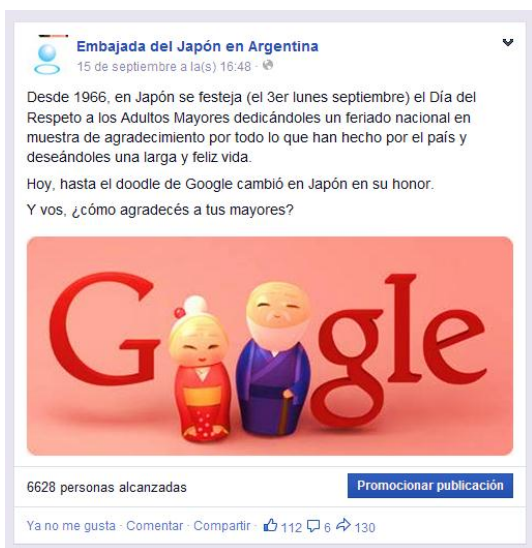 Embajada del Japón en Argentina
15 de septiembre a la(s) 16:48 ·
Desde 1966, en Japón se festeja (el 3er lunes septiembre) el Día del
Respeto a los Adultos Mayores dedicándoles un feriado nacional en
muestra de agradecimiento por todo lo que han hecho por el país y
deseándoles una larga y feliz vida.
Hoy, hasta el doodle de Google cambió en Japón en su honor.
Y vos, ¿cómo agradecés a tus mayores?
G gle
6628 personas alcanzadas
Promocionar publicación
Ya no me gusta · Comentar · Compartir · 112 6 130